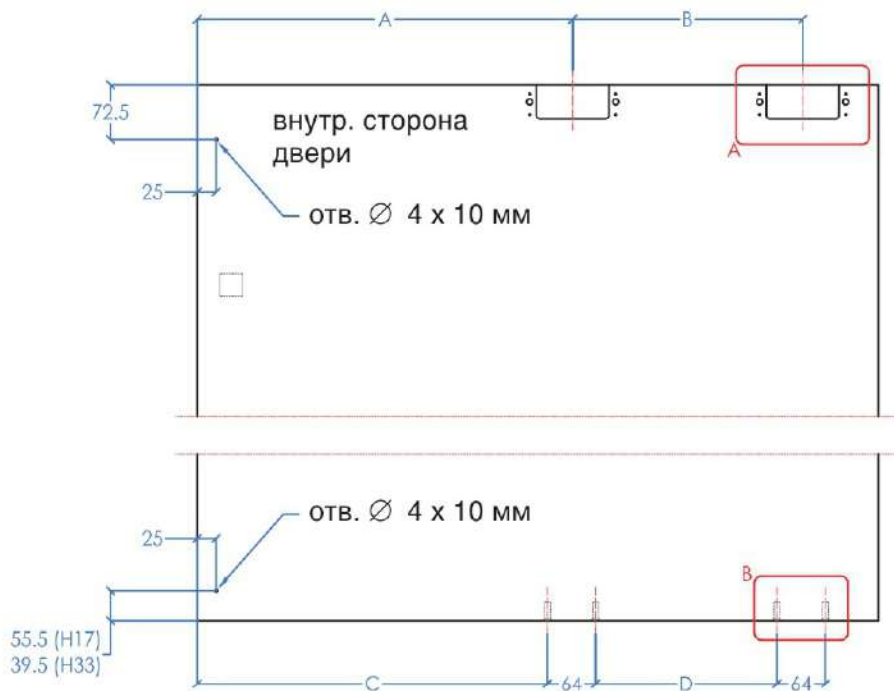 A
B
72.5
внутр. сторона
двери
A
25
отв. ∅ 4 x 10 мм
отв. ∅ 4 x 10 мм
25
B
55.5 (H17)
39.5 (H33)
C
64
D
64